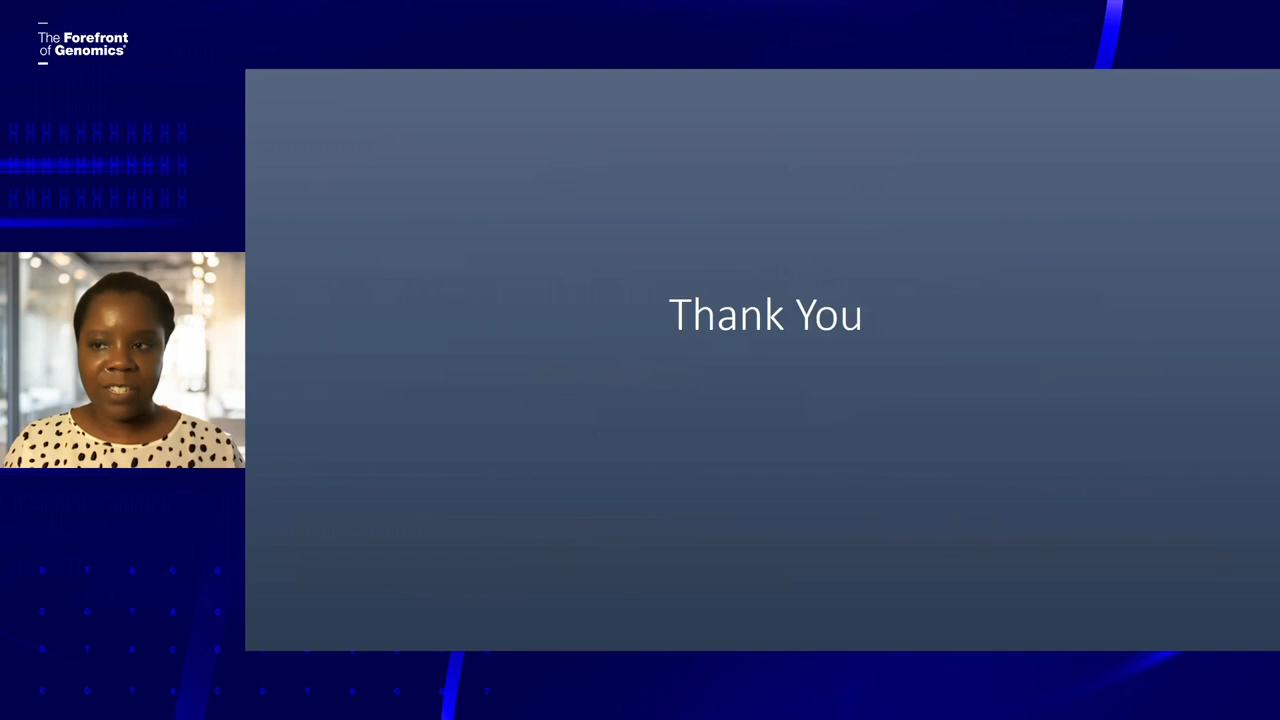 The Forefront
of Genomics®
Thank You
G T A C G
C G T A C
G T A C G
C G T A C G T A C G T